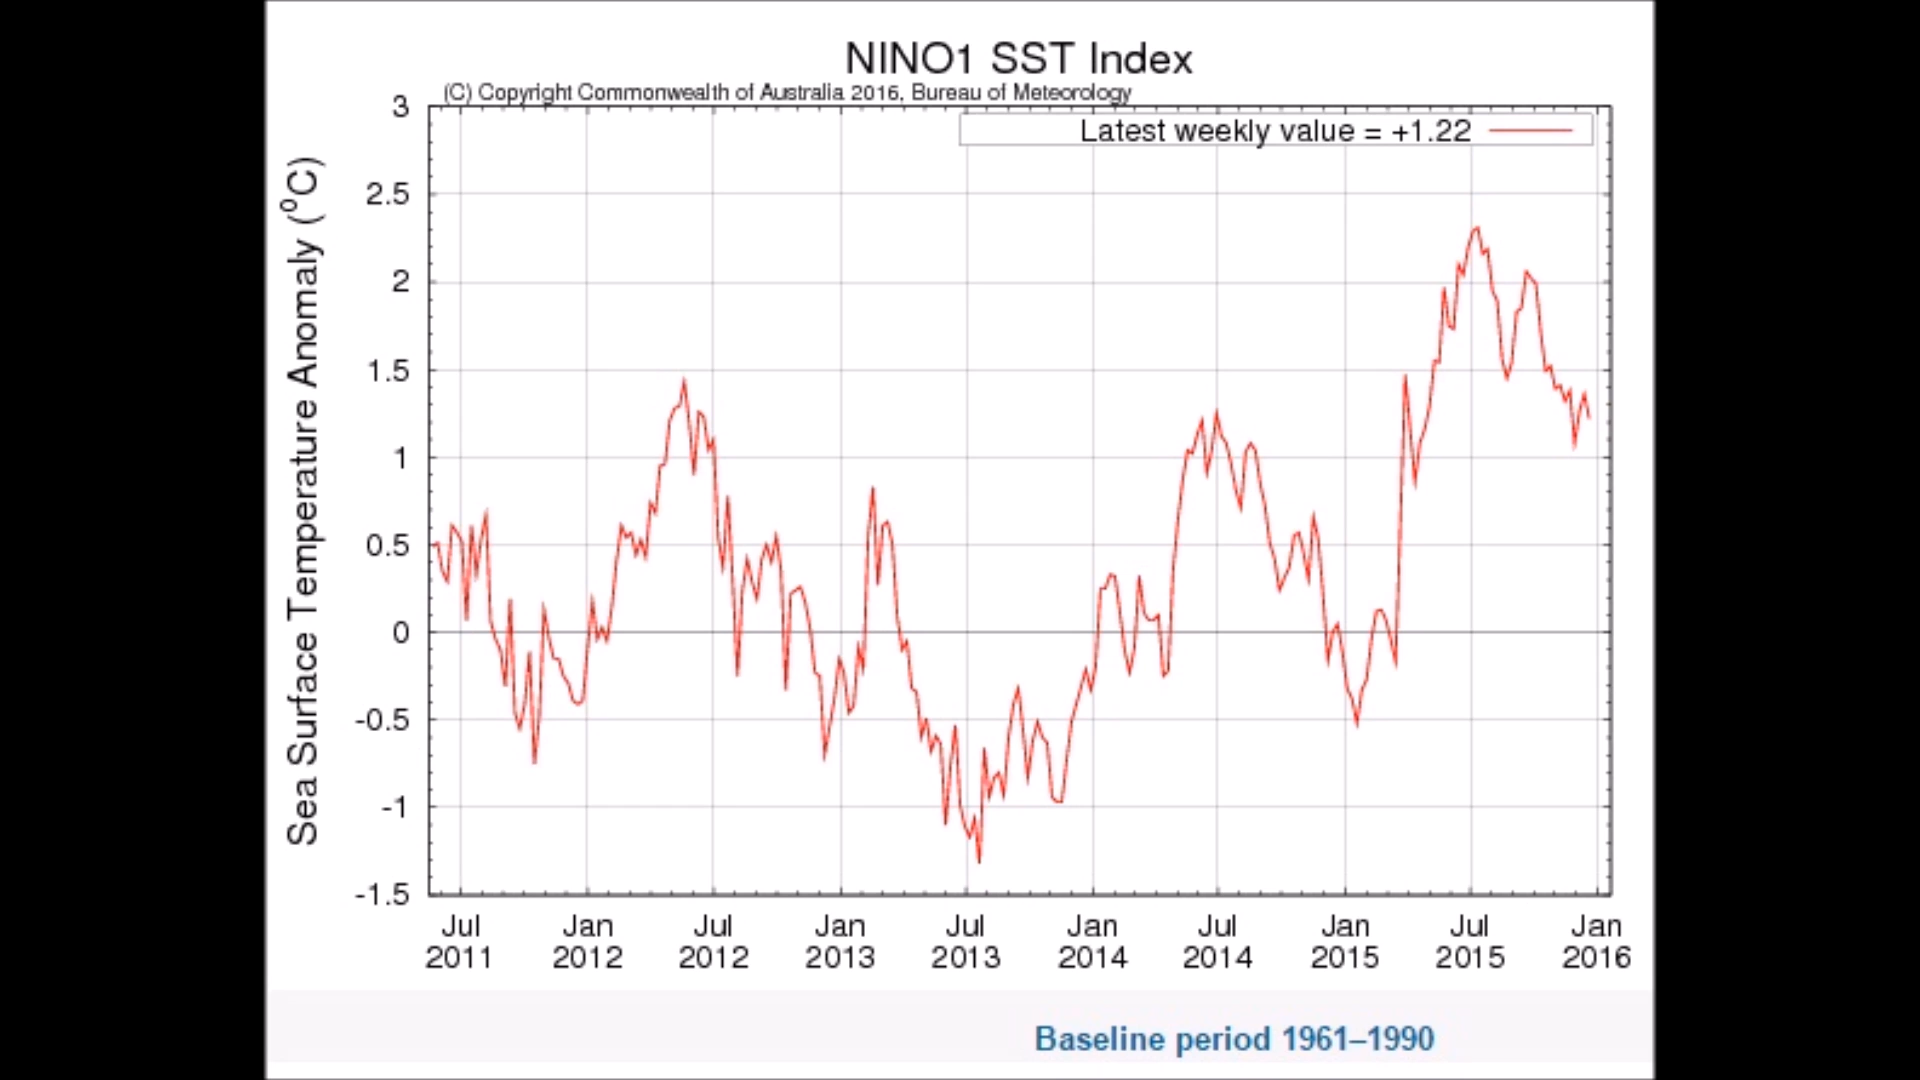 NINO1 SST Index
(C) Copyright Commonwealth of Australia 2016, Bureau of Meteorology
Latest weekly value = +1.22
Sea Surface Temperature Anomaly (°C)
3
2.5
2
1.5
1
0.5
0
-0.5
-1
-1.5
Jul Jan Jul Jan Jul Jan Jul Jan Jul Jan
2011 2012 2012 2013 2013 2014 2014 2015 2015 2016
Baseline period 1961–1990